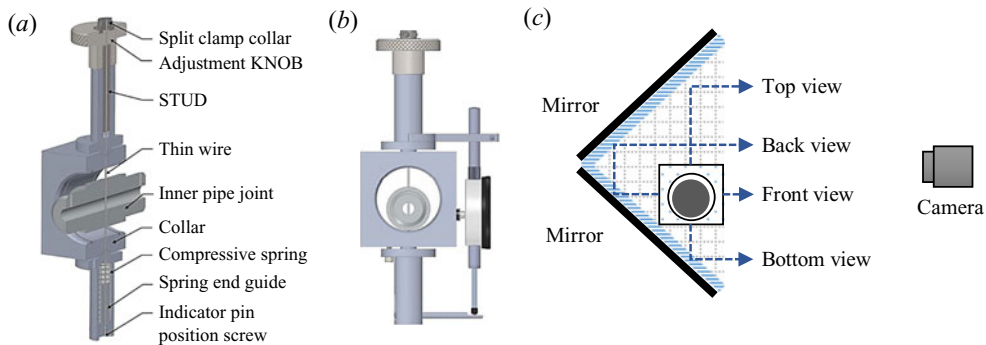 (a)
Split clamp collar
Adjustment KNOB
STUD
Thin wire
Inner pipe joint
Collar
Compressive spring
Spring end guide
Indicator pin
position screw
(b)
(c)
Mirror
Mirror
Top view
Back view
Front view
Bottom view
Camera